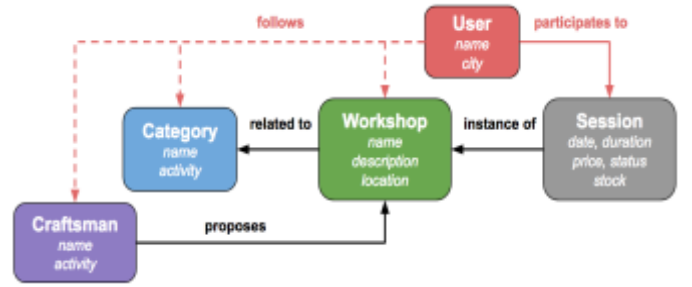 follows
User
name
city
participates to
Category
name
activity
related to
Workshop
name
description
location
instance of
Session
date, duration
price, status
stock
Craftsman
name
activity
proposes